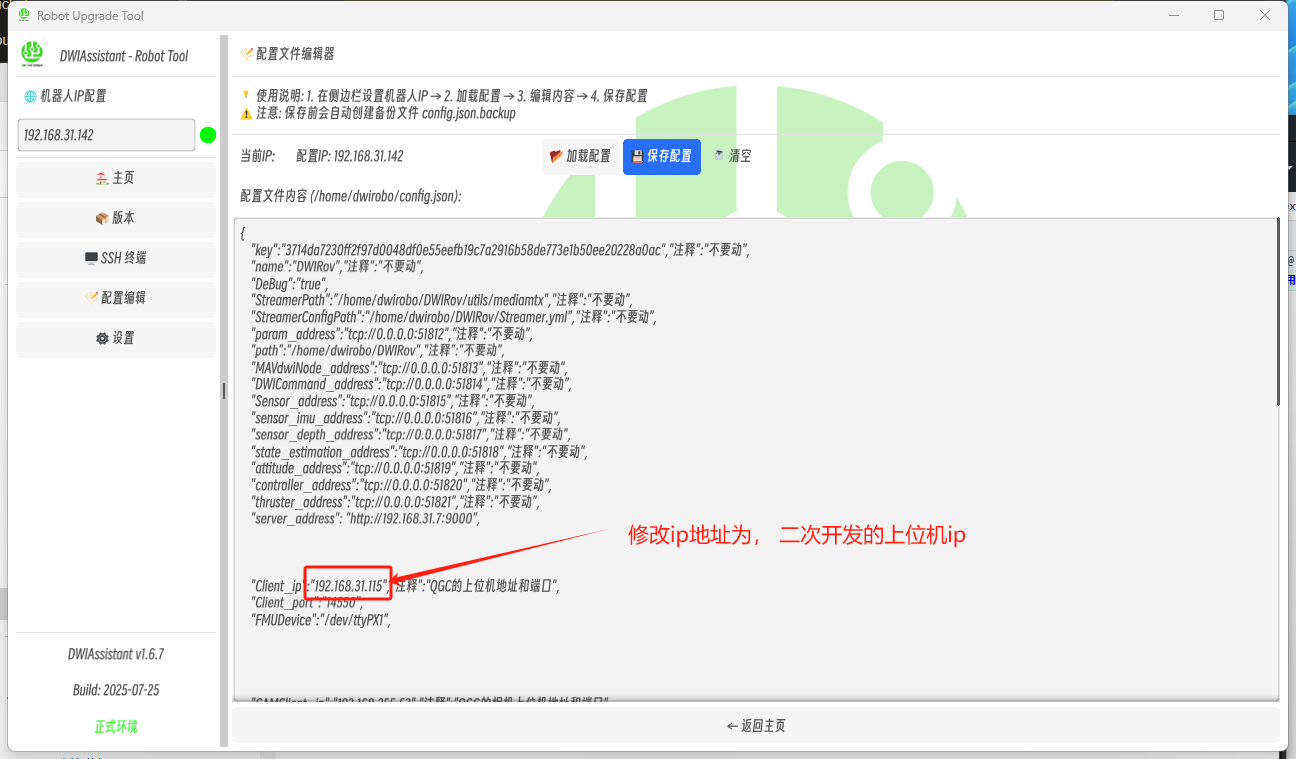 Robot Upgrade Tool
DWIAssistant - Robot Tool
机器人IP配置
192.168.31.142
主页
版本
SSH 终端
配置编辑
设置
DWIAssistant v1.6.7
Build: 2025-07-25
正式环境
配置文件编辑器
使用说明: 1. 在侧边栏设置机器人IP → 2. 加载配置 → 3. 编辑内容 → 4. 保存配置
注意: 保存前会自动创建备份文件 config.json.backup
当前IP: 配置IP: 192.168.31.142 加载配置 保存配置 清空
配置文件内容 (/home/dwirobo/config.json):
{
"key":"3714da7230ff2f97d0048df0e55eefb19c7a2916b58de773e1b50ee20228a0ac","注释":"不要动",
"name":"DWIRov","注释":"不要动",
"DeBug":"true",
"StreamerPath":"/home/dwirobo/DWIRov/utils/mediamtx","注释":"不要动",
"StreamerConfigPath":"/home/dwirobo/DWIRov/Streamer.yml","注释":"不要动",
"param_address":"tcp://0.0.0.0:51812","注释":"不要动",
"path":"/home/dwirobo/DWIRov","注释":"不要动",
"MAVdwiNode_address":"tcp://0.0.0.0:51813","注释":"不要动",
"DWICommand_address":"tcp://0.0.0.0:51814","注释":"不要动",
"Sensor_address":"tcp://0.0.0.0:51815","注释":"不要动",
"sensor_imu_address":"tcp://0.0.0.0:51816","注释":"不要动",
"sensor_depth_address":"tcp://0.0.0.0:51817","注释":"不要动",
"state_estimation_address":"tcp://0.0.0.0:51818","注释":"不要动",
"attitude_address":"tcp://0.0.0.0:51819","注释":"不要动",
"controller_address":"tcp://0.0.0.0:51820","注释":"不要动",
"thruster_address":"tcp://0.0.0.0:51821","注释":"不要动",
"server_address": "http://192.168.31.7:9000",
修改ip地址为， 二次开发的上位机ip
"Client_ip":"192.168.31.115","注释":"QGC的上位机地址和端口",
"Client_port":"14550",
"FMUDevice":"/dev/ttyPX1",
← 返回主页